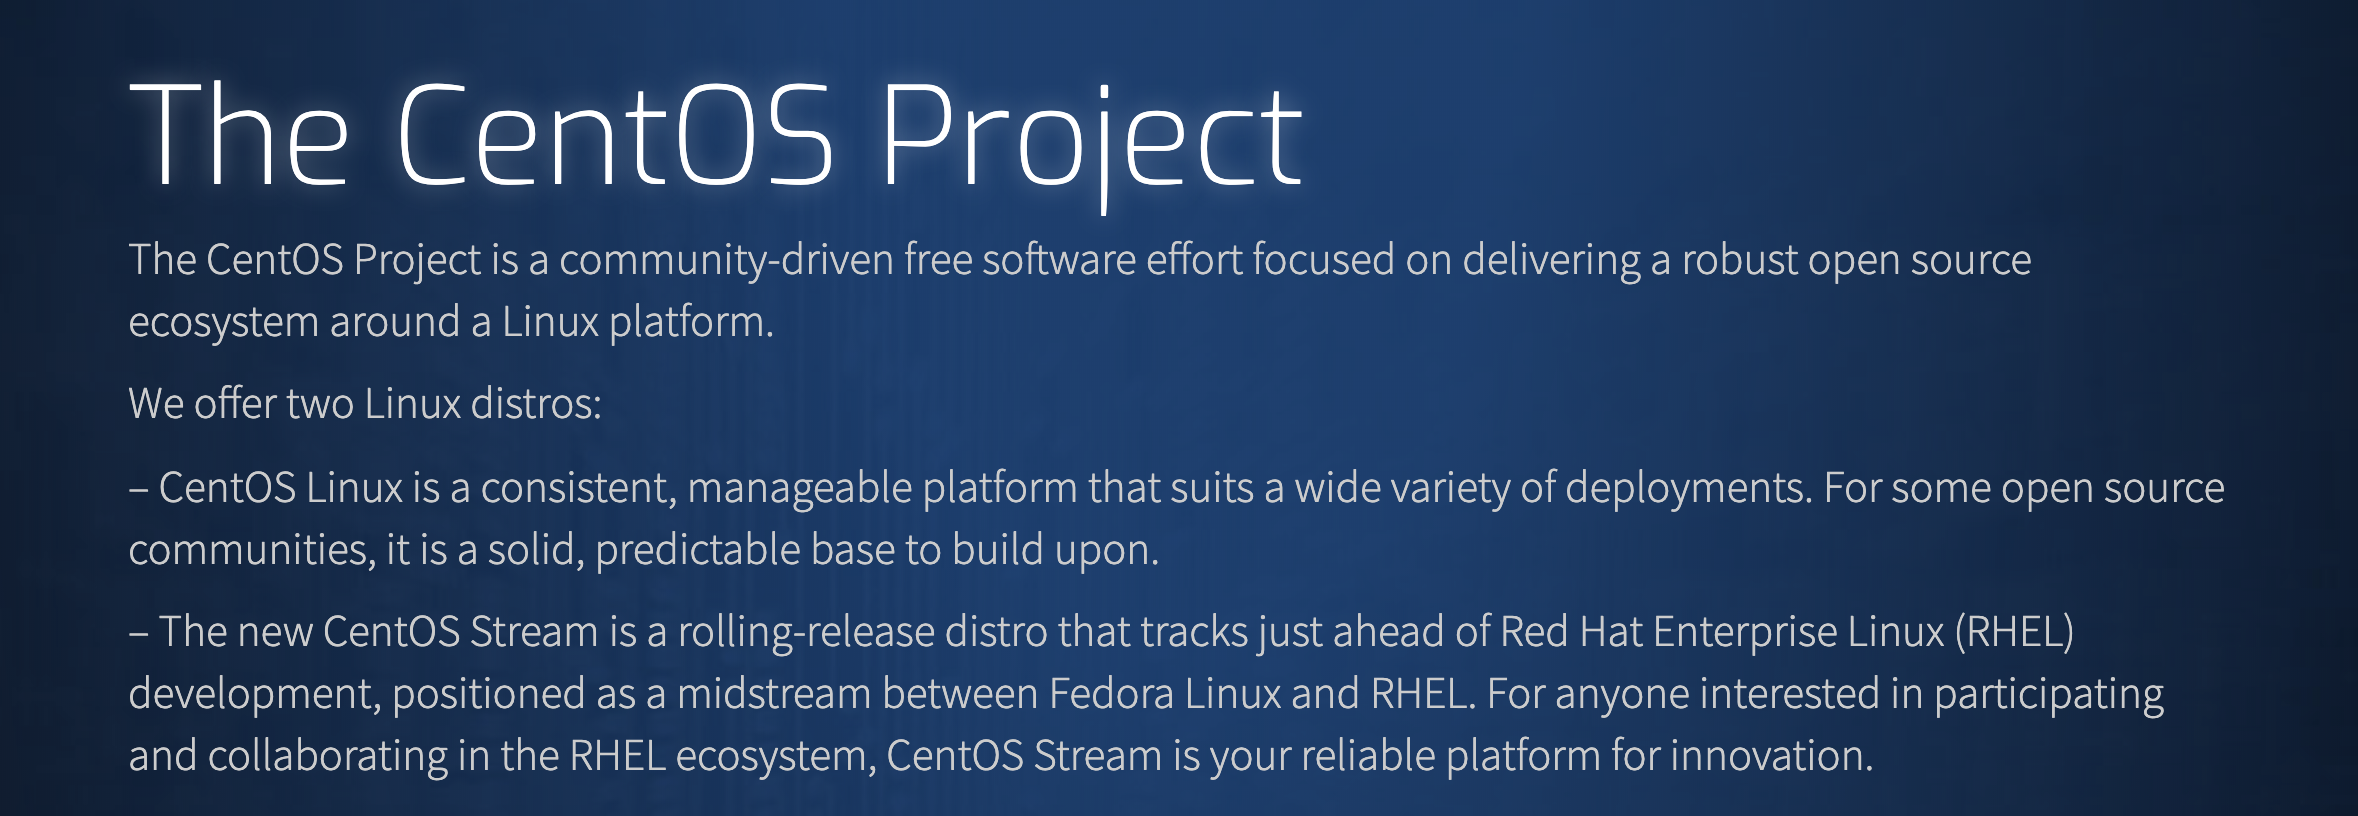 The CentOS Project
The CentOS Project is a community-driven free software effort focused on delivering a robust open source
ecosystem around a Linux platform.
We offer two Linux distros:
– CentOS Linux is a consistent, manageable platform that suits a wide variety of deployments. For some open source
communities, it is a solid, predictable base to build upon.
– The new CentOS Stream is a rolling-release distro that tracks just ahead of Red Hat Enterprise Linux (RHEL)
development, positioned as a midstream between Fedora Linux and RHEL. For anyone interested in participating
and collaborating in the RHEL ecosystem, CentOS Stream is your reliable platform for innovation.